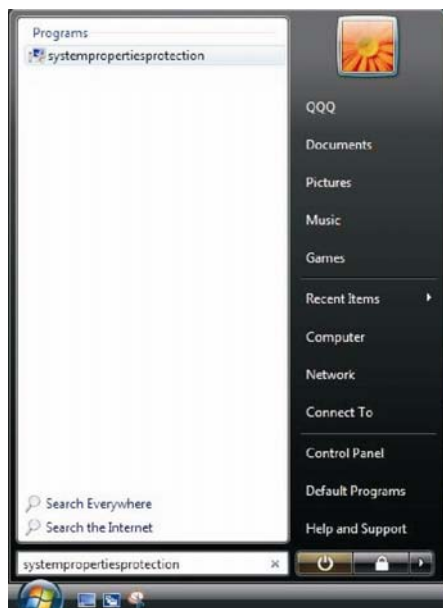 Programs
systempropertiesprotection
Search Everywhere
Search the Internet
systempropertiesprotection
QQQ
Documents
Pictures
Music
Games
Recent Items
Computer
Network
Connect To
Control Panel
Default Programs
Help and Support